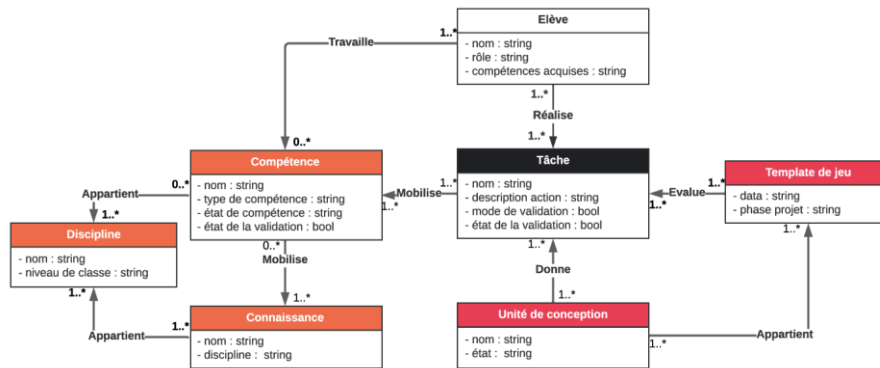 Elève
- nom : string
- rôle : string
- compétences acquises : string
1..*
Travaille
0..*
1..*
Réalise
1..*
Compétence
- nom : string
- type de compétence : string
- état de compétence : string
- état de la validation : bool
Tâche
- nom : string
- description action : string
- mode de validation : bool
- état de la validation : bool
Template de jeu
- data : string
- phase projet : string
1..*
Mobilise
1..*
1..*
Evalue
1..*
0..*
Appartient
1..*
Discipline
- nom : string
- niveau de classe : string
0..*
Mobilise
1..*
1..*
Donne
1..*
1..*
Appartient
1..*
Connaissance
- nom : string
- discipline : string
Unité de conception
- nom : string
- état : string
1..*
Appartient
1..*